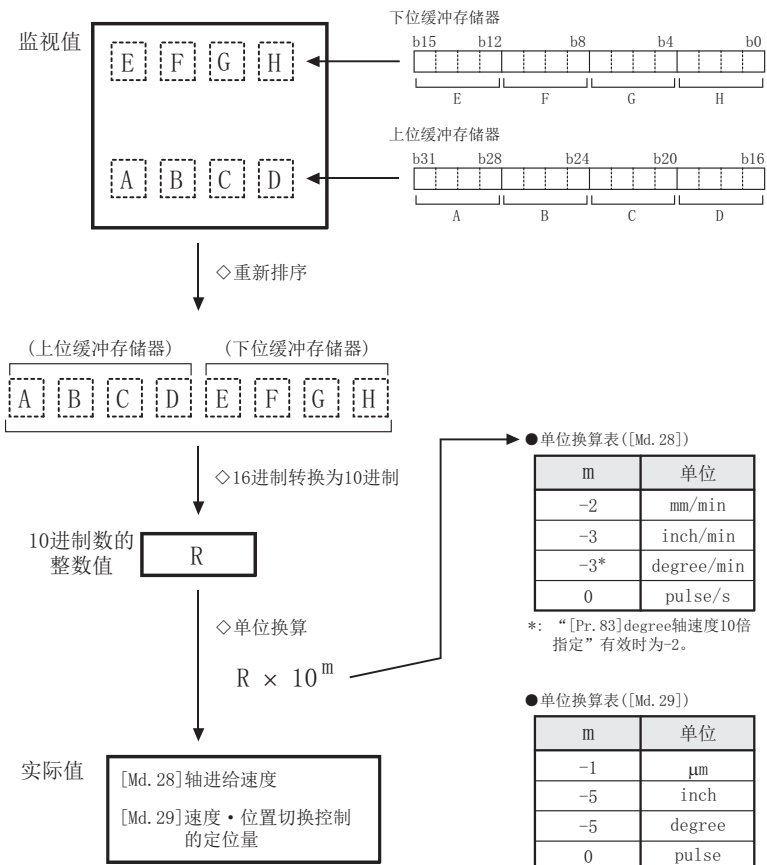 下位缓冲存储器
监视值
b15 b12 b8 b4 b0
E F G H
E F G H
上位缓冲存储器
b31 b28 b24 b20 b16
A B C D
A B C D
◇重新排序
(上位缓冲存储器) (下位缓冲存储器)
A B C D E F G H
◇16进制转换为10进制
10进制数的
整数值
R
◇单位换算
R × 10^m
●单位换算表([Md.28])
m 单位
-2 mm/min
-3 inch/min
-3* degree/min
0 pulse/s
*: “[Pr.83]degree轴速度10倍
指定”有效时为-2。
实际值
[Md.28]轴进给速度
[Md.29]速度・位置切换控制
的定位量
●单位换算表([Md.29])
m 单位
-1 μm
-5 inch
-5 degree
0 pulse